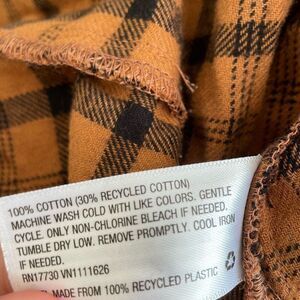 100% COTTON (30% RECYCLED COTTON)
MACHINE WASH COLD WITH LIKE COLORS. GENTLE
CYCLE. ONLY NON-CHLORINE BLEACH IF NEEDED.
TUMBLE DRY LOW. REMOVE PROMPTLY. COOL IRON
IF NEEDED.
RN17730 VN1111626
MADE FROM 100% RECYCLED PLASTIC